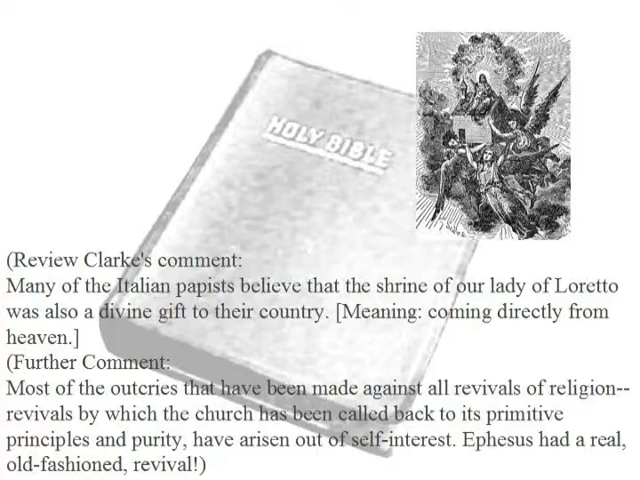 HOLY BIBLE
(Review Clarke's comment:
Many of the Italian papists believe that the shrine of our lady of Loretto
was also a divine gift to their country. [Meaning: coming directly from
heaven.]
(Further Comment:
Most of the outcries that have been made against all revivals of religion--
revivals by which the church has been called back to its primitive
principles and purity, have arisen out of self-interest. Ephesus had a real,
old-fashioned, revival!)